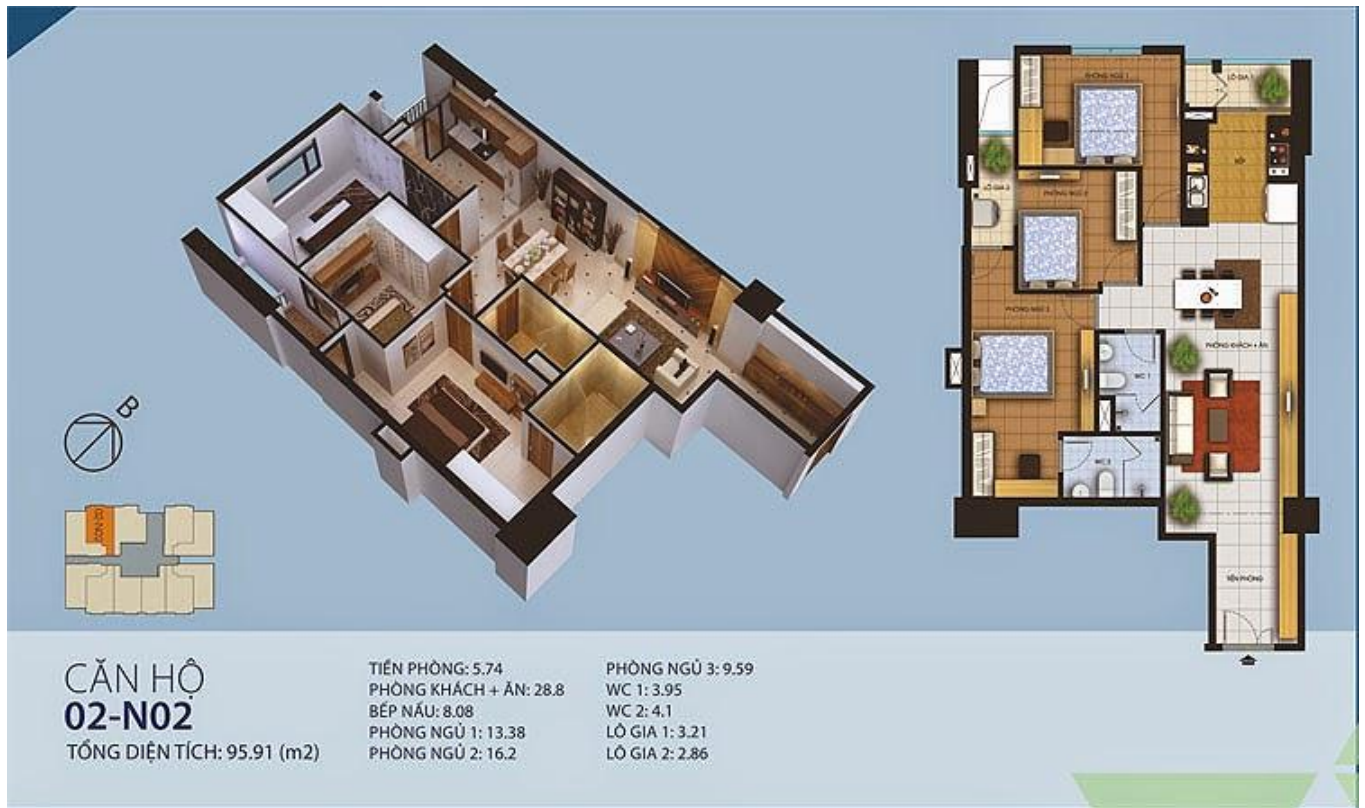 B
02-N02
CĂN HỘ
02-N02
TỔNG DIỆN TÍCH: 95.91 (m2)
TIỀN PHÒNG: 5.74
PHÒNG KHÁCH + ĂN: 28.8
BẾP NẤU: 8.08
PHÒNG NGỦ 1: 13.38
PHÒNG NGỦ 2: 16.2
PHÒNG NGỦ 3: 9.59
WC 1: 3.95
WC 2: 4.1
LÔ GIA 1: 3.21
LÔ GIA 2: 2.86
PHÒNG NGỦ 1
LÔ GIA 1
BẾP
PHÒNG NGỦ 2
LÔ GIA 2
PHÒNG NGỦ 3
PHÒNG KHÁCH + ĂN
WC 1
WC 2
TIỀN PHÒNG